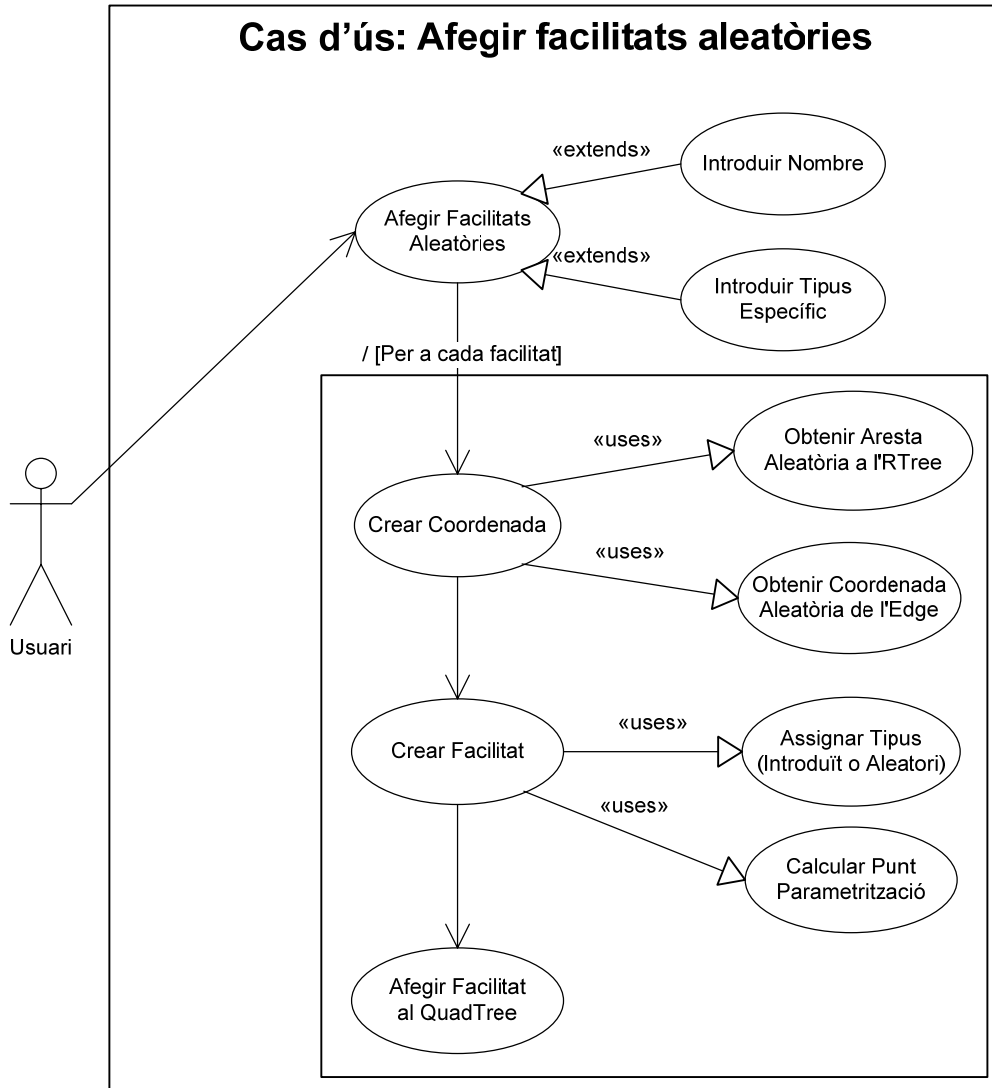 Cas d'ús: Afegir facilitats aleatòries
«extends»
Introduir Nombre
Afegir Facilitats
Aleatòries
«extends»
Introduir Tipus
Específic
/ [Per a cada facilitat]
«uses»
Obtenir Aresta
Aleatòria a l'RTree
Crear Coordenada
«uses»
Obtenir Coordenada
Aleatòria de l'Edge
Usuari
Crear Facilitat
«uses»
Assignar Tipus
(Introduït o Aleatori)
«uses»
Calcular Punt
Parametrització
Afegir Facilitat
al QuadTree